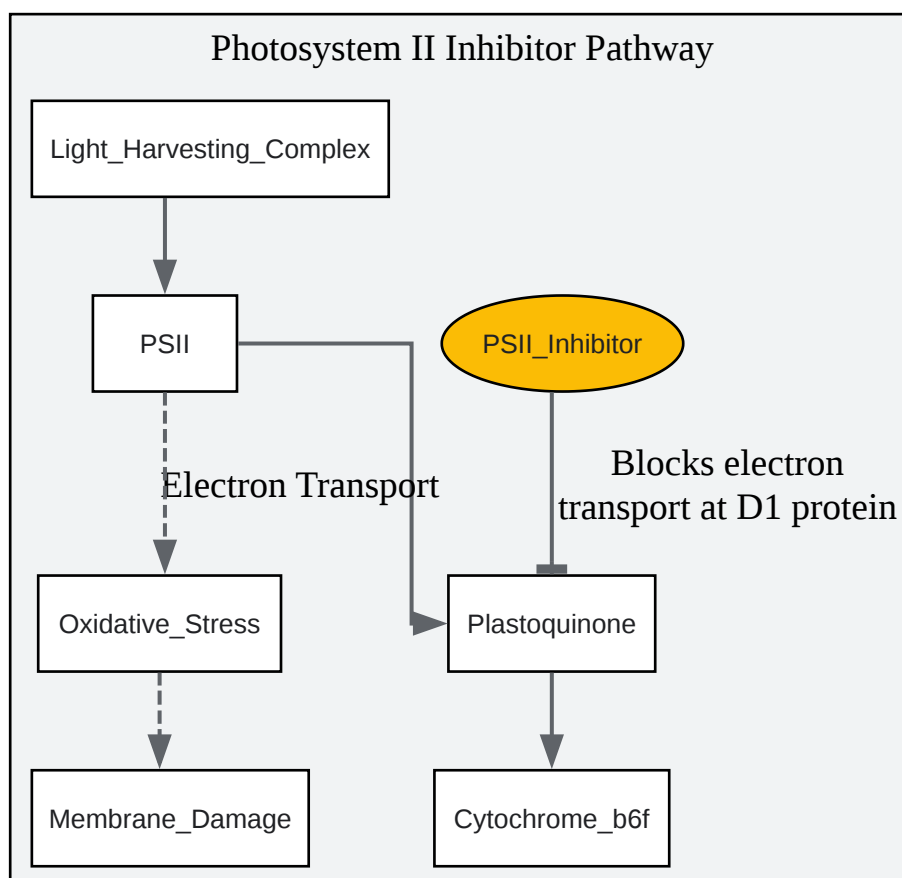 Photosystem II Inhibitor Pathway
Light_Harvesting_Complex
PSII
PSII_Inhibitor
Electron Transport
Blocks electron
transport at D1 protein
Oxidative_Stress
Plastoquinone
Membrane_Damage
Cytochrome_b6f